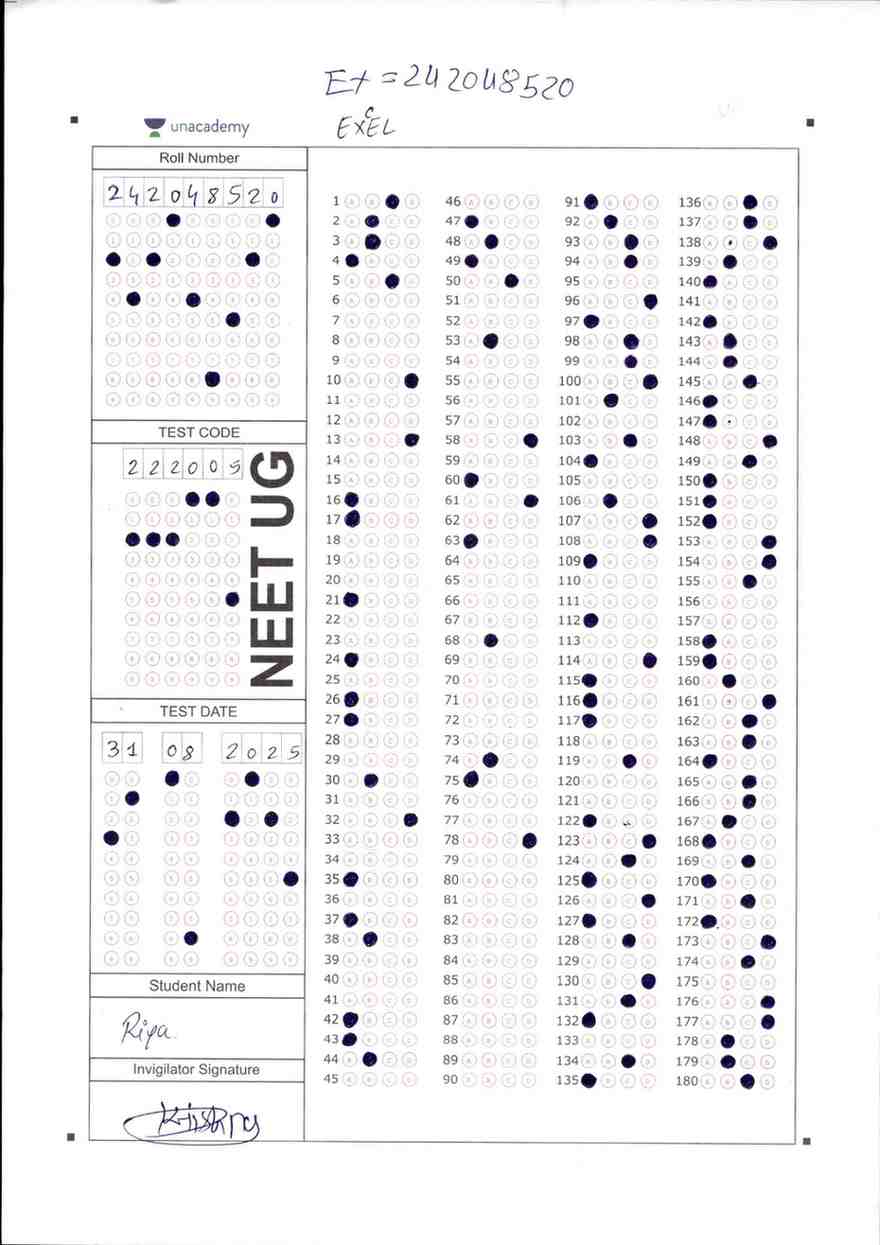 Et = 242048520
unacademy
EXCEL
Roll Number
242048520
TEST CODE
222005
NEET UG
TEST DATE
31 08 2025
Student Name
Riya.
Invigilator Signature
1 46 91 136
2 47 92 137
3 48 93 138
4 49 94 139
5 50 95 140
6 51 96 141
7 52 97 142
8 53 98 143
9 54 99 144
10 55 100 145
11 56 101 146
12 57 102 147
13 58 103 148
14 59 104 149
15 60 105 150
16 61 106 151
17 62 107 152
18 63 108 153
19 64 109 154
20 65 110 155
21 66 111 156
22 67 112 157
23 68 113 158
24 69 114 159
25 70 115 160
26 71 116 161
27 72 117 162
28 73 118 163
29 74 119 164
30 75 120 165
31 76 121 166
32 77 122 167
33 78 123 168
34 79 124 169
35 80 125 170
36 81 126 171
37 82 127 172
38 83 128 173
39 84 129 174
40 85 130 175
41 86 131 176
42 87 132 177
43 88 133 178
44 89 134 179
45 90 135 180